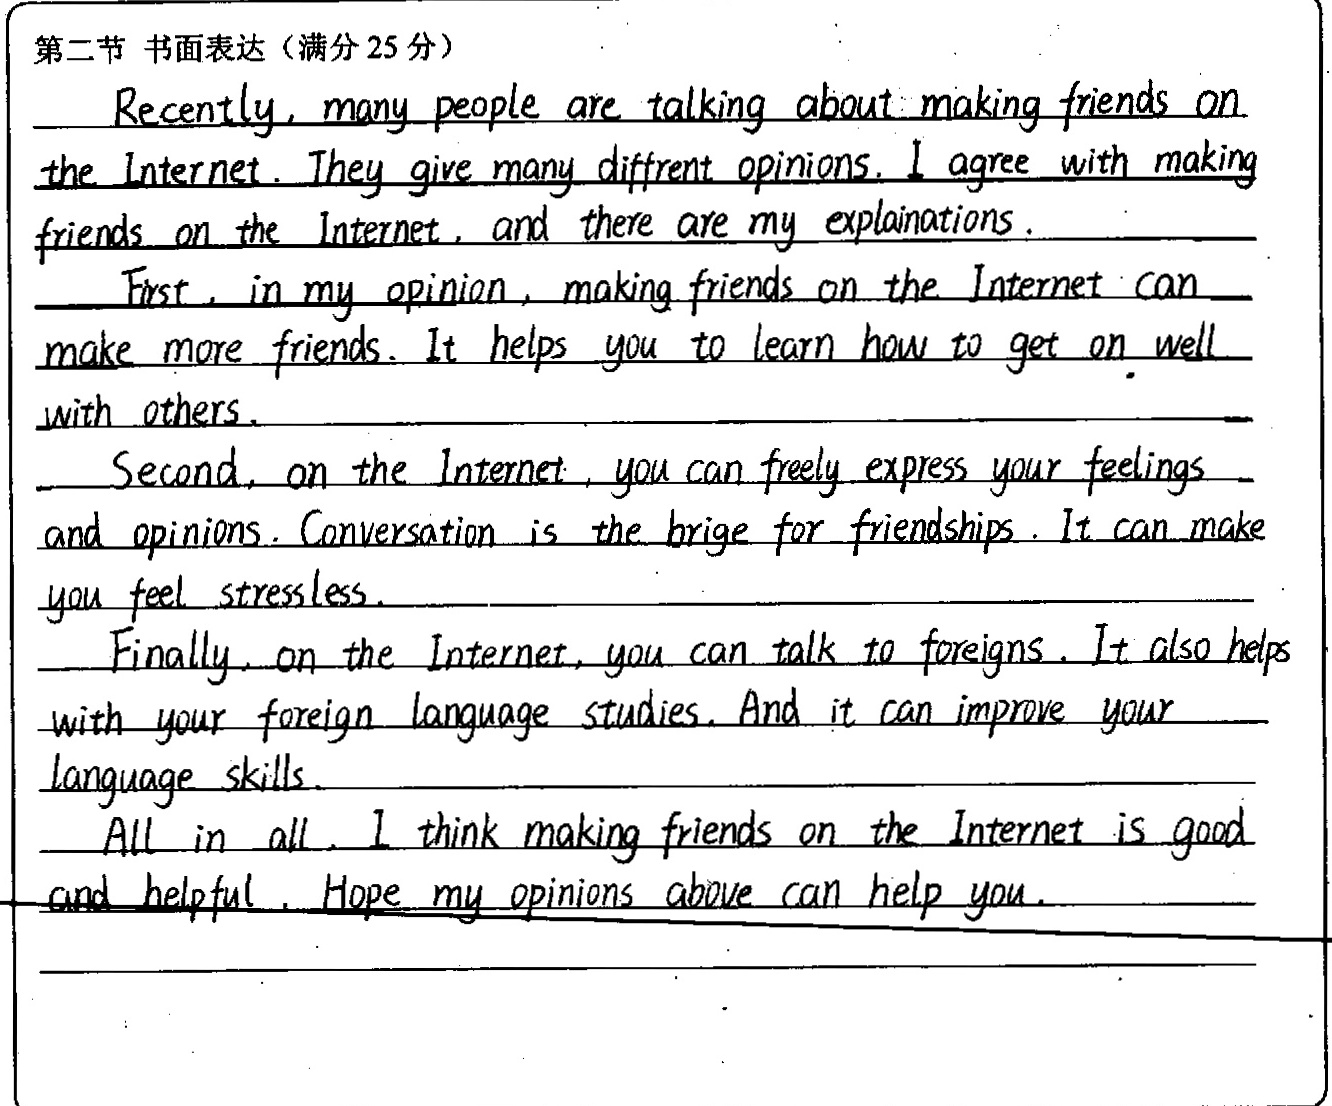 第二节 书面表达（满分 25 分）
Recently, many people are talking about making friends on
the Internet. They give many diffrent opinions. I agree with making
friends on the Internet, and there are my explainations.
First, in my opinion, making friends on the Internet can
make more friends. It helps you to learn how to get on well
with others.
Second, on the Internet, you can freely express your feelings
and opinions. Conversation is the brige for friendships. It can make
you feel stressless.
Finally, on the Internet, you can talk to foreigns. It also helps
with your foreign language studies. And it can improve your
language skills.
All in all, I think making friends on the Internet is good
and helpful. Hope my opinions above can help you.